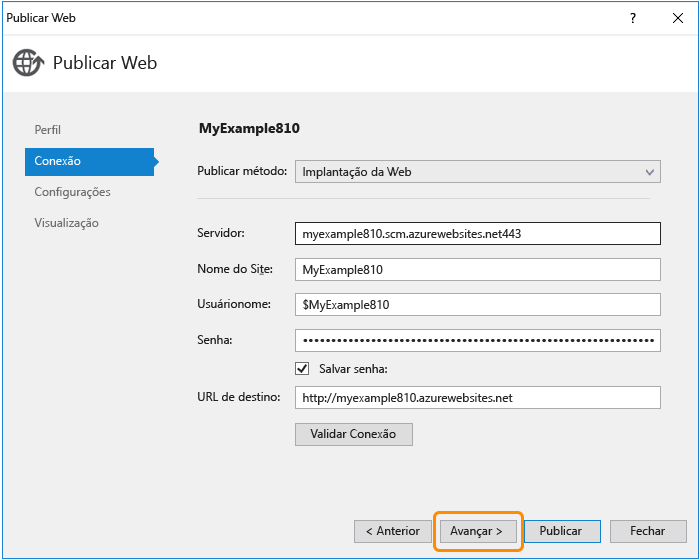 Publicar Web
?
Publicar Web
Perfil
Conexão
Configurações
Visualização
MyExample810
Publicar método: Implantação da Web
Servidor: myexample810.scm.azurewebsites.net443
Nome do Site: MyExample810
Usuárionome: $MyExample810
Senha: ••••••••••••••••••••••••••••••••••••••••••••••••••••••••••••
Salvar senha:
URL de destino: http://myexample810.azurewebsites.net
Validar Conexão
< Anterior Avançar > Publicar Fechar